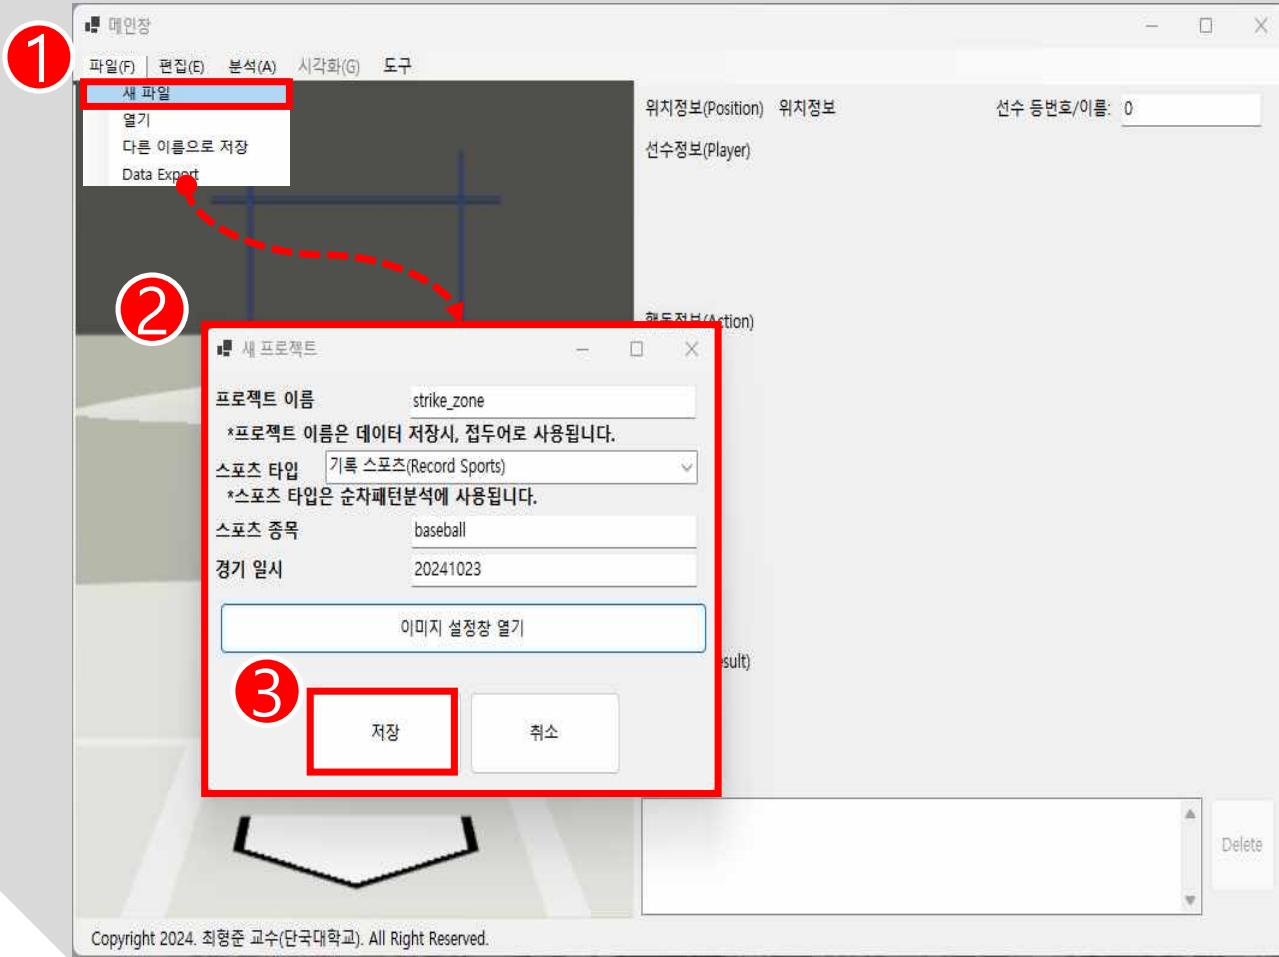 메인창
1
파일(F) 편집(E) 분석(A) 시각화(G) 도구
새 파일
열기
다른 이름으로 저장
Data Export
위치정보(Position) 위치정보 선수 등번호/이름: 0
선수정보(Player)
2
행동정보(Action)
새 프로젝트
프로젝트 이름 strike_zone
*프로젝트 이름은 데이터 저장시, 접두어로 사용됩니다.
스포츠 타입 기록 스포츠(Record Sports)
*스포츠 타입은 순차패턴분석에 사용됩니다.
스포츠 종목 baseball
경기 일시 20241023
이미지 설정창 열기
3
저장 취소
Delete
Copyright 2024. 최형준 교수(단국대학교). All Right Reserved.